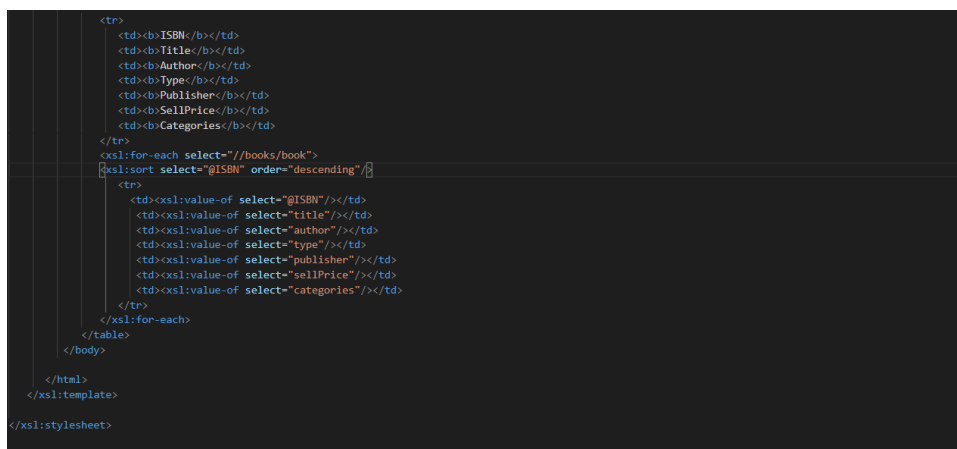 <tr>
<td><b>ISBN</b></td>
<td><b>Title</b></td>
<td><b>Author</b></td>
<td><b>Type</b></td>
<td><b>Publisher</b></td>
<td><b>SellPrice</b></td>
<td><b>Categories</b></td>
</tr>
<xsl:for-each select="//books/book">
<xsl:sort select="@ISBN" order="descending"/>
<tr>
<td><xsl:value-of select="@ISBN"/></td>
<td><xsl:value-of select="title"/></td>
<td><xsl:value-of select="author"/></td>
<td><xsl:value-of select="type"/></td>
<td><xsl:value-of select="publisher"/></td>
<td><xsl:value-of select="sellPrice"/></td>
<td><xsl:value-of select="categories"/></td>
</tr>
</xsl:for-each>
</table>
</body>
</html>
</xsl:template>
</xsl:stylesheet>